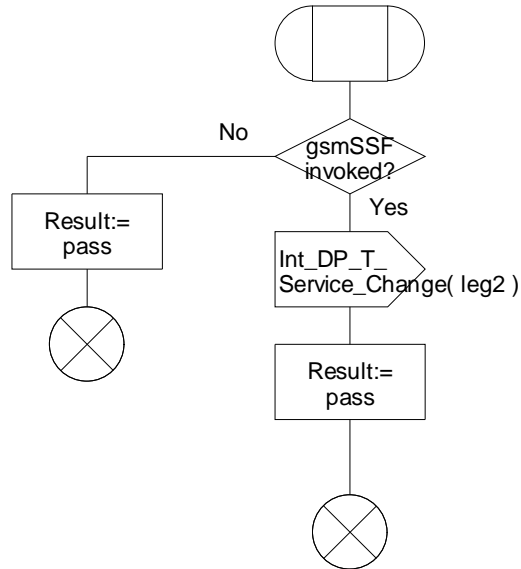 No
gsmSSF
invoked?
Yes
Result:=
pass
Int_DP_T_
Service_Change( leg2 )
Result:=
pass